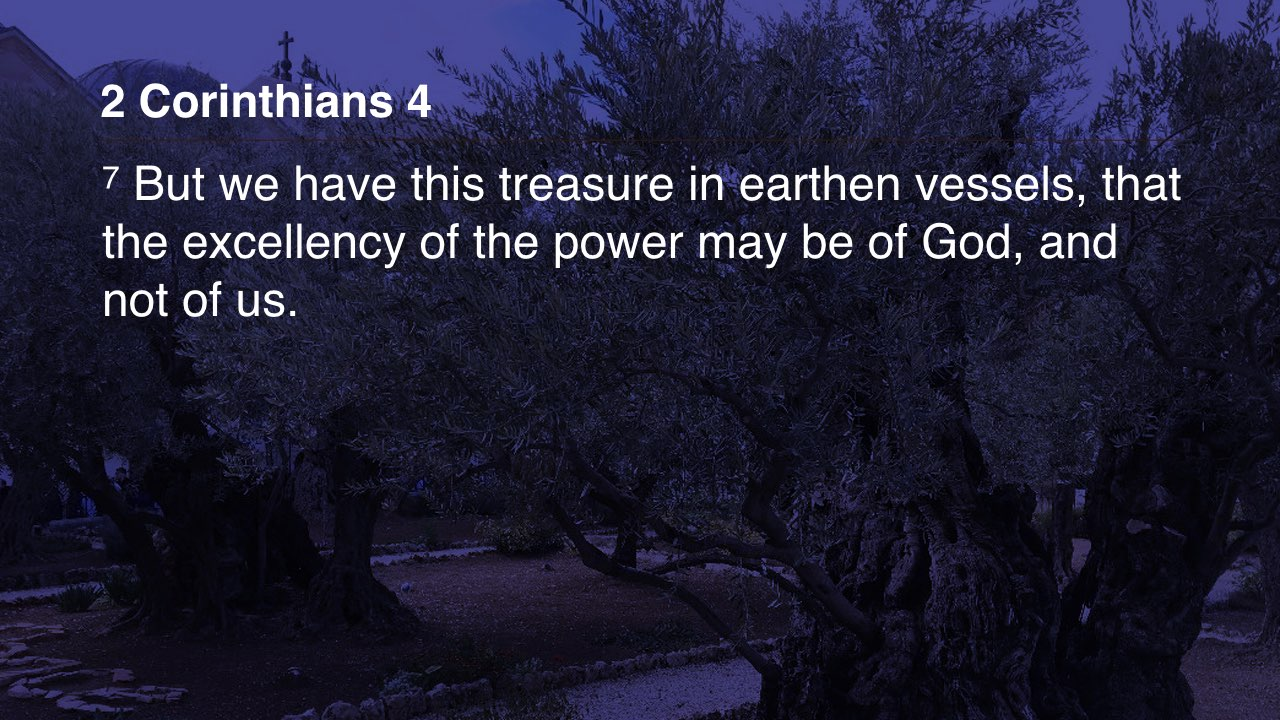 2 Corinthians 4
7 But we have this treasure in earthen vessels, that
the excellency of the power may be of God, and
not of us.